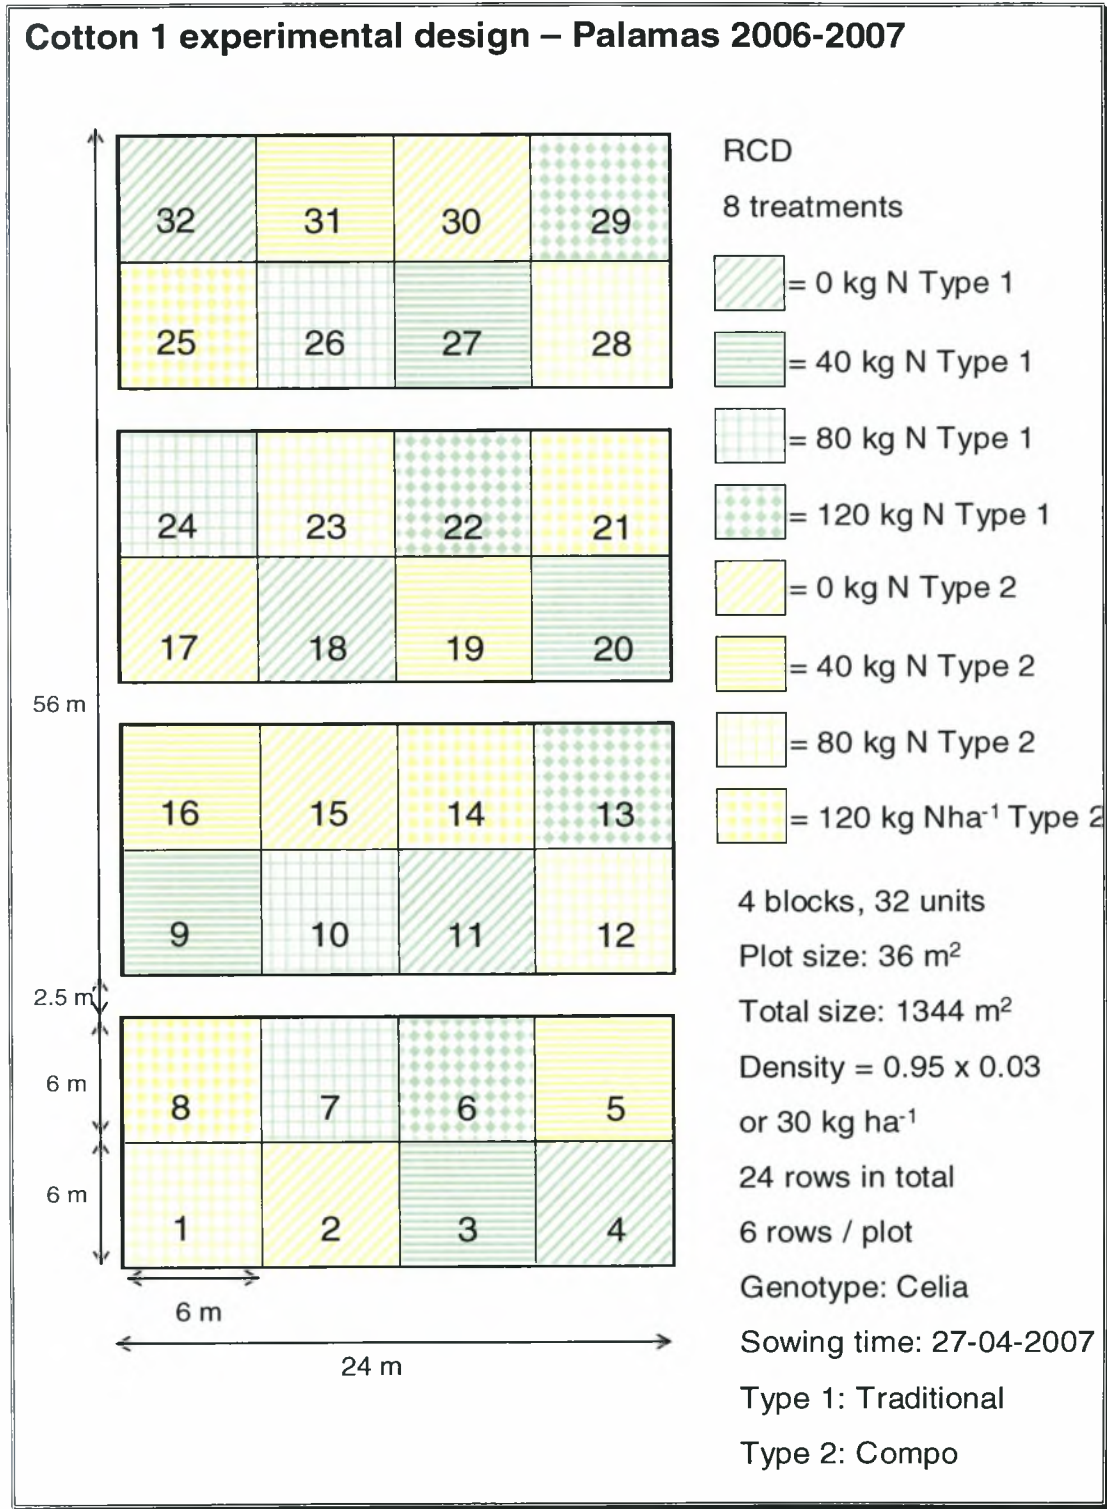 Cotton 1 experimental design – Palamas 2006-2007
32 31 30 29
25 26 27 28
24 23 22 21
17 18 19 20
16 15 14 13
9 10 11 12
8 7 6 5
1 2 3 4
56 m
2.5 m
6 m
6 m
6 m
24 m
RCD
8 treatments
= 0 kg N Type 1
= 40 kg N Type 1
= 80 kg N Type 1
= 120 kg N Type 1
= 0 kg N Type 2
= 40 kg N Type 2
= 80 kg N Type 2
= 120 kg Nha⁻¹ Type 2
4 blocks, 32 units
Plot size: 36 m²
Total size: 1344 m²
Density = 0.95 x 0.03
or 30 kg ha⁻¹
24 rows in total
6 rows / plot
Genotype: Celia
Sowing time: 27-04-2007
Type 1: Traditional
Type 2: Compo